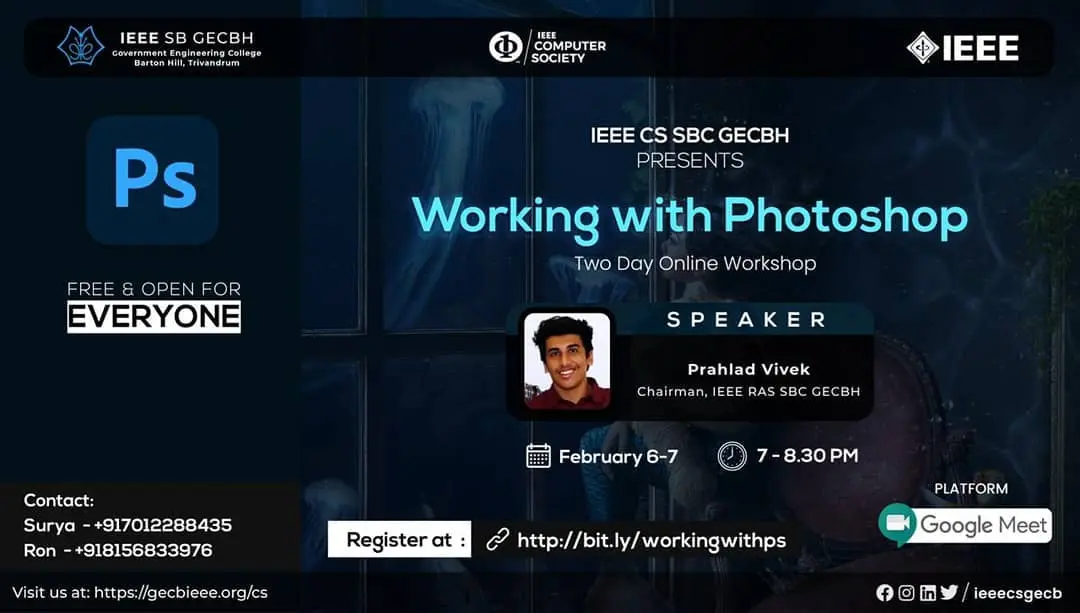 IEEE SB GECBH
Government Engineering College
Barton Hill, Trivandrum
IEEE
COMPUTER
SOCIETY
IEEE
Ps
FREE & OPEN FOR
EVERYONE
IEEE CS SBC GECBH
PRESENTS
Working with Photoshop
Two Day Online Workshop
SPEAKER
Prahlad Vivek
Chairman, IEEE RAS SBC GECBH
February 6-7
7 - 8.30 PM
PLATFORM
Google Meet
Contact:
Surya - +917012288435
Ron - +918156833976
Register at :
http://bit.ly/workingwithps
Visit us at: https://gecbieee.org/cs
/ ieeecsgecb